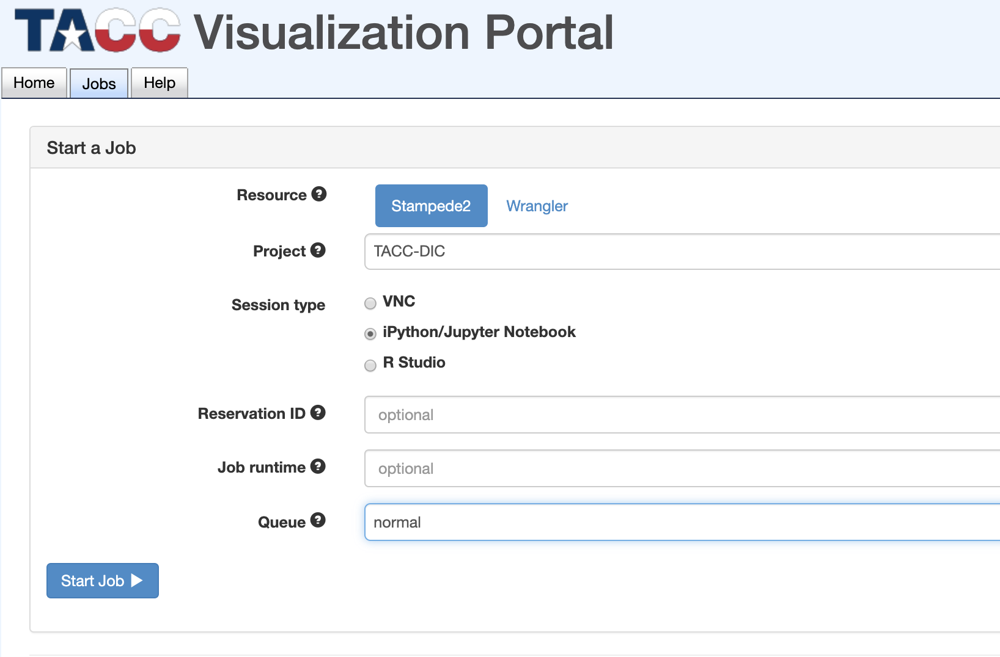 TACC Visualization Portal
Home Jobs Help
Start a Job
Resource ? Stampede2 Wrangler
Project ? TACC-DIC
Session type VNC
iPython/Jupyter Notebook
R Studio
Reservation ID ? optional
Job runtime ? optional
Queue ? normal
Start Job